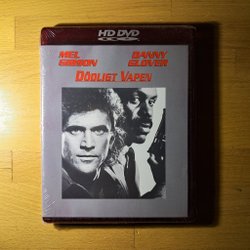 HD DVD
MEL GIBSON
DANNY GLOVER
DÖDLIGT VAPEN